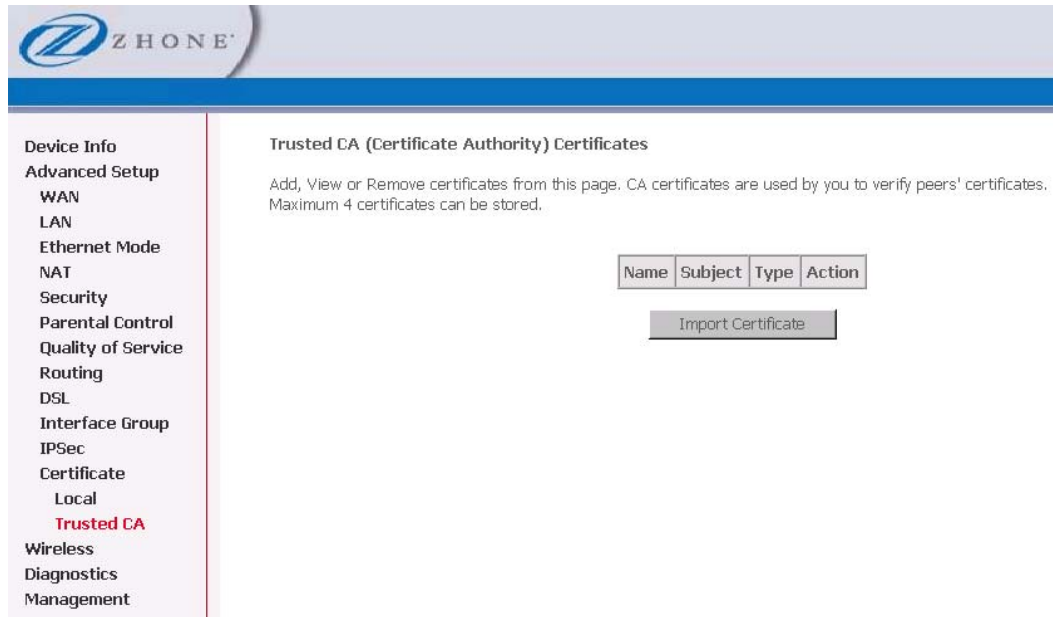 ZHONE
Device Info
Advanced Setup
WAN
LAN
Ethernet Mode
NAT
Security
Parental Control
Quality of Service
Routing
DSL
Interface Group
IPSec
Certificate
Local
Trusted CA
Wireless
Diagnostics
Management
Trusted CA (Certificate Authority) Certificates
Add, View or Remove certificates from this page. CA certificates are used by you to verify peers' certificates.
Maximum 4 certificates can be stored.
Name Subject Type Action
Import Certificate